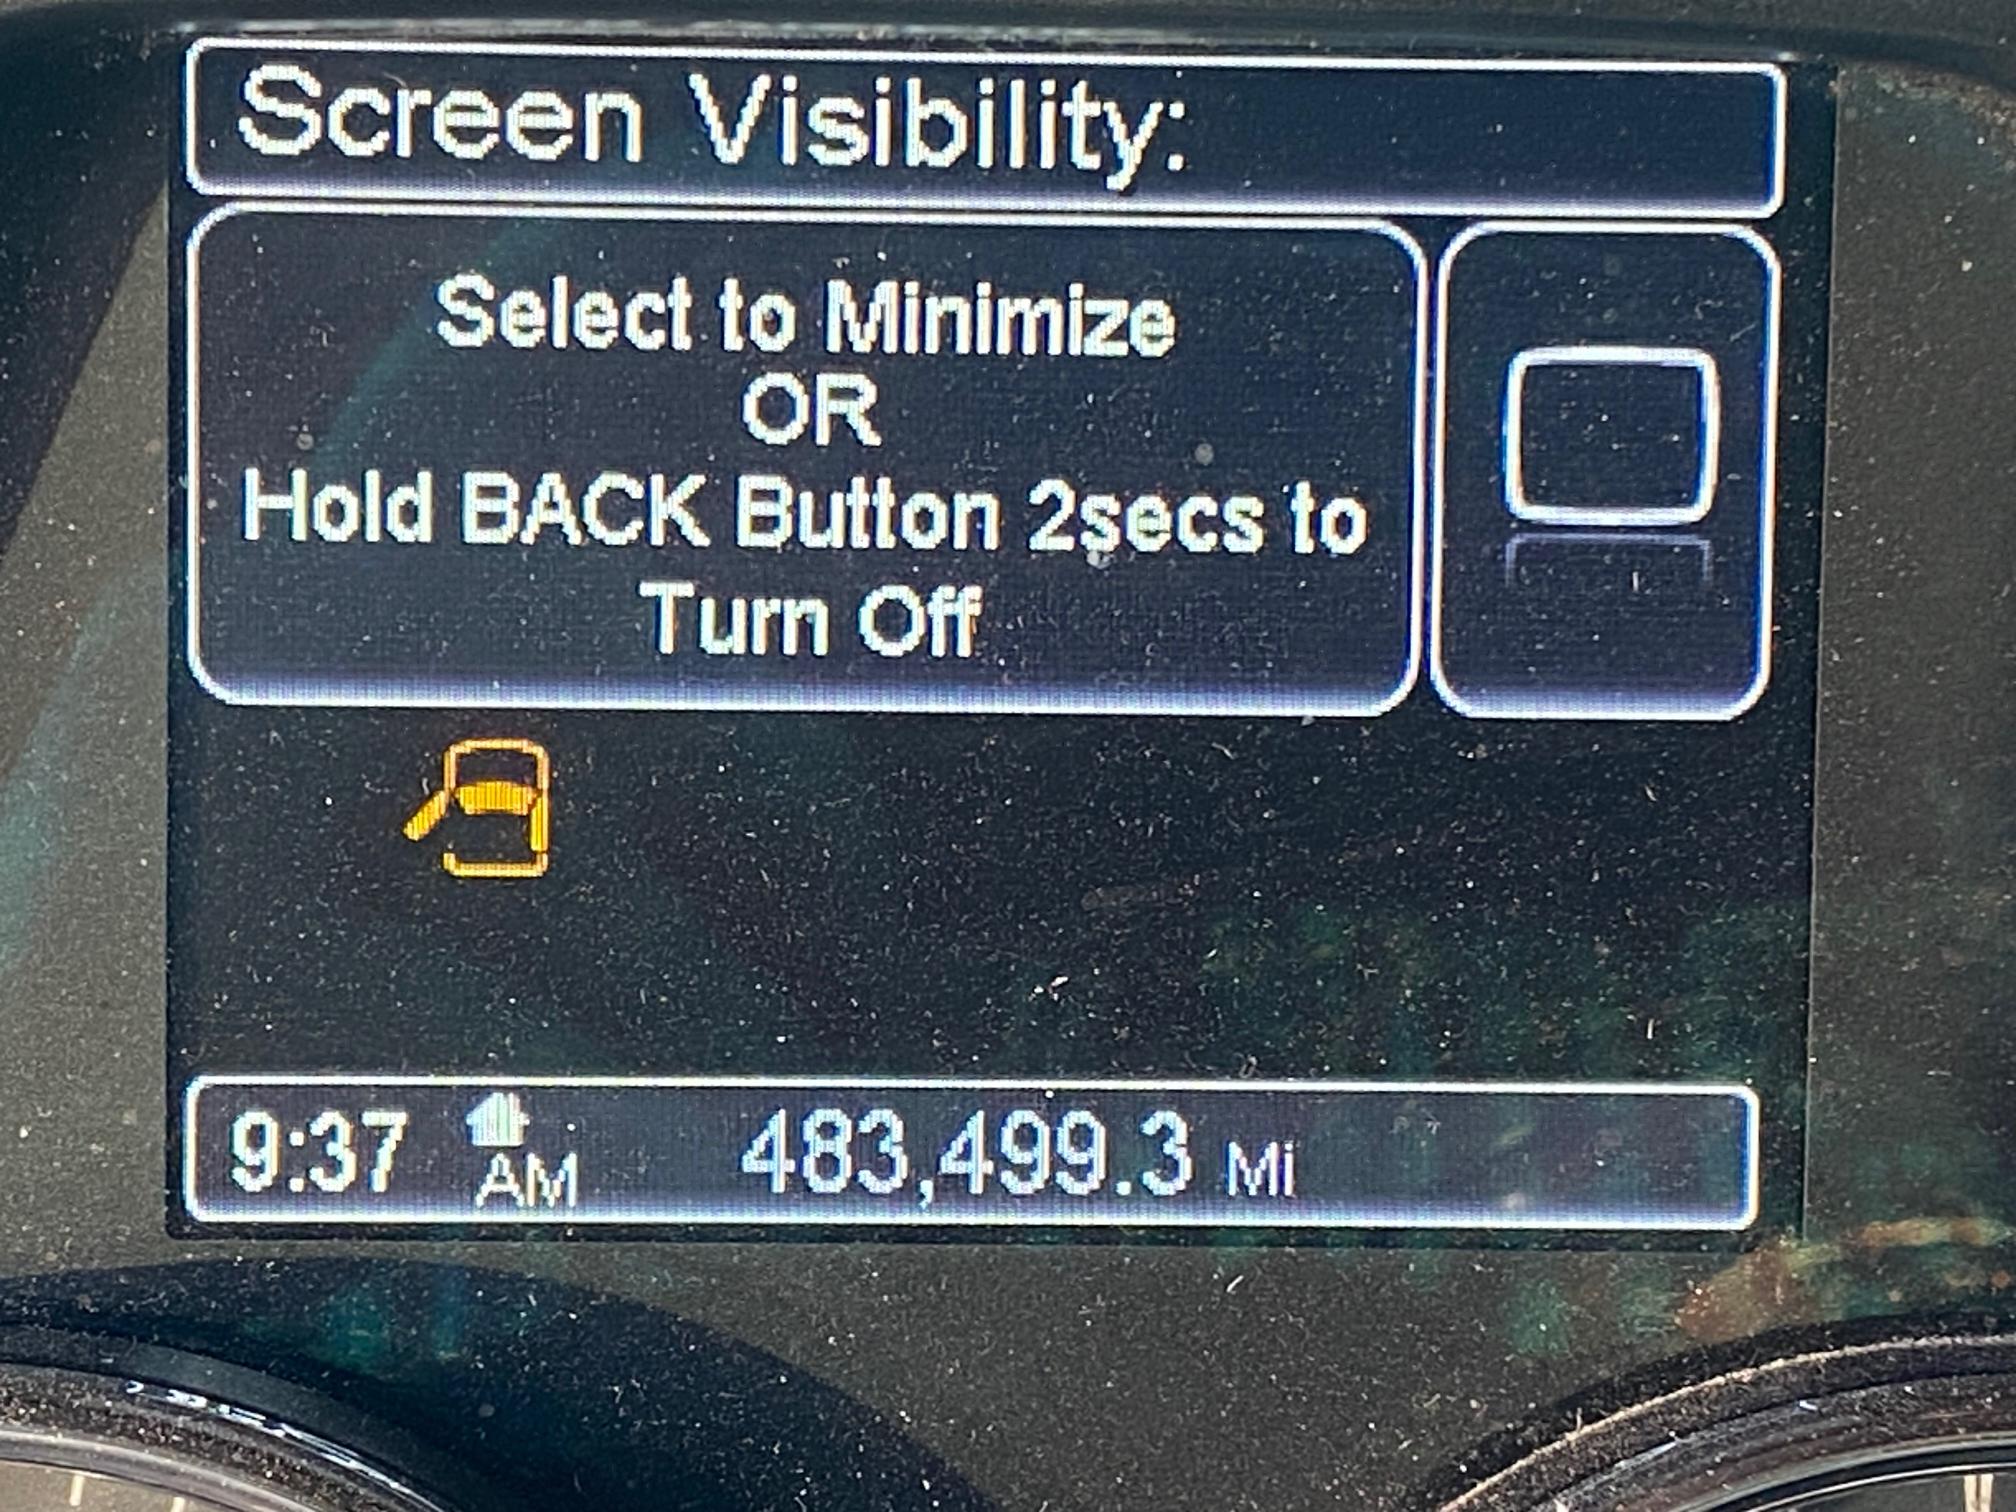 Screen Visibility:
Select to Minimize
OR
Hold BACK Button 2secs to
Turn Off
9:37 AM 483,499.3 Mi